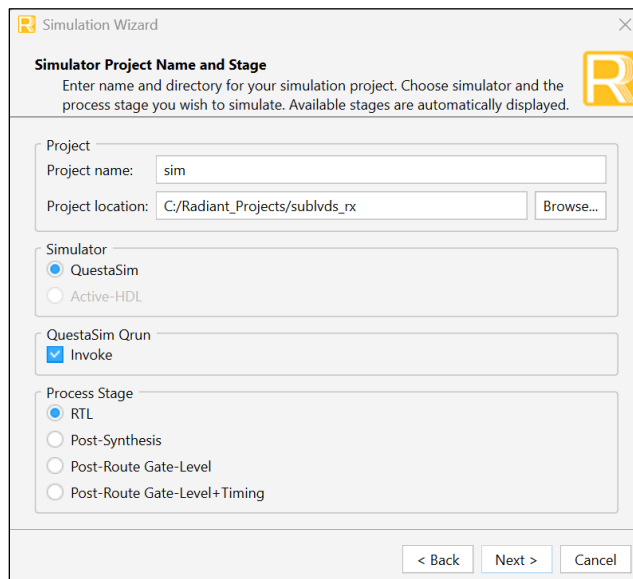 Simulation Wizard
Simulator Project Name and Stage
Enter name and directory for your simulation project. Choose simulator and the
process stage you wish to simulate. Available stages are automatically displayed.
Project
Project name: sim
Project location: C:/Radiant_Projects/sublvds_rx Browse...
Simulator
QuestaSim
Active-HDL
QuestaSim Qrun
Invoke
Process Stage
RTL
Post-Synthesis
Post-Route Gate-Level
Post-Route Gate-Level+Timing
< Back Next > Cancel